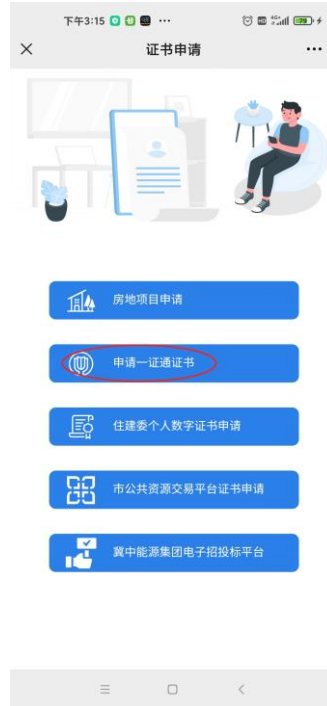 下午3:15 ...
证书申请
房地项目申请
申请一证通证书
住建委个人数字证书申请
市公共资源交易平台证书申请
冀中能源集团电子招投标平台